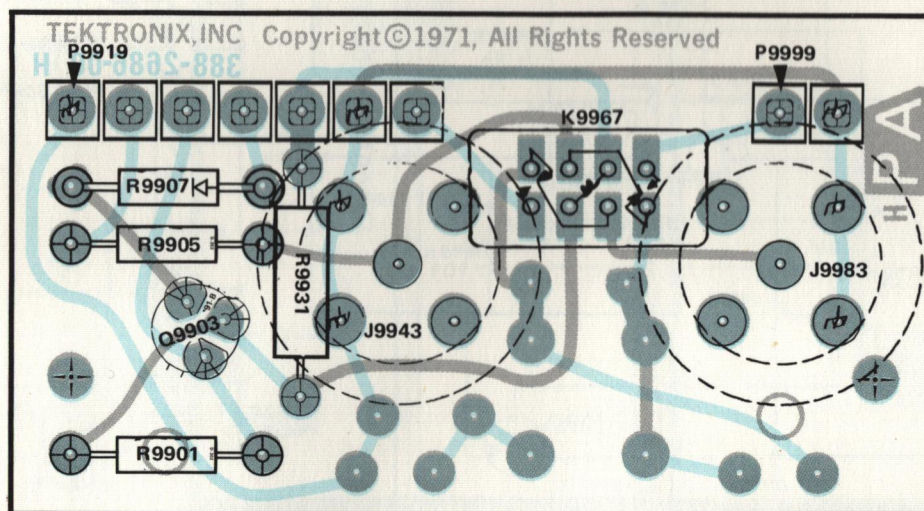 TEKTRONIX,INC Copyright©1971, All Rights Reserved
388-2686-00 H
P9919
P9999
K9967
H PA
R9907
R9905
R9931
J9983
Q9903
J9943
R9901